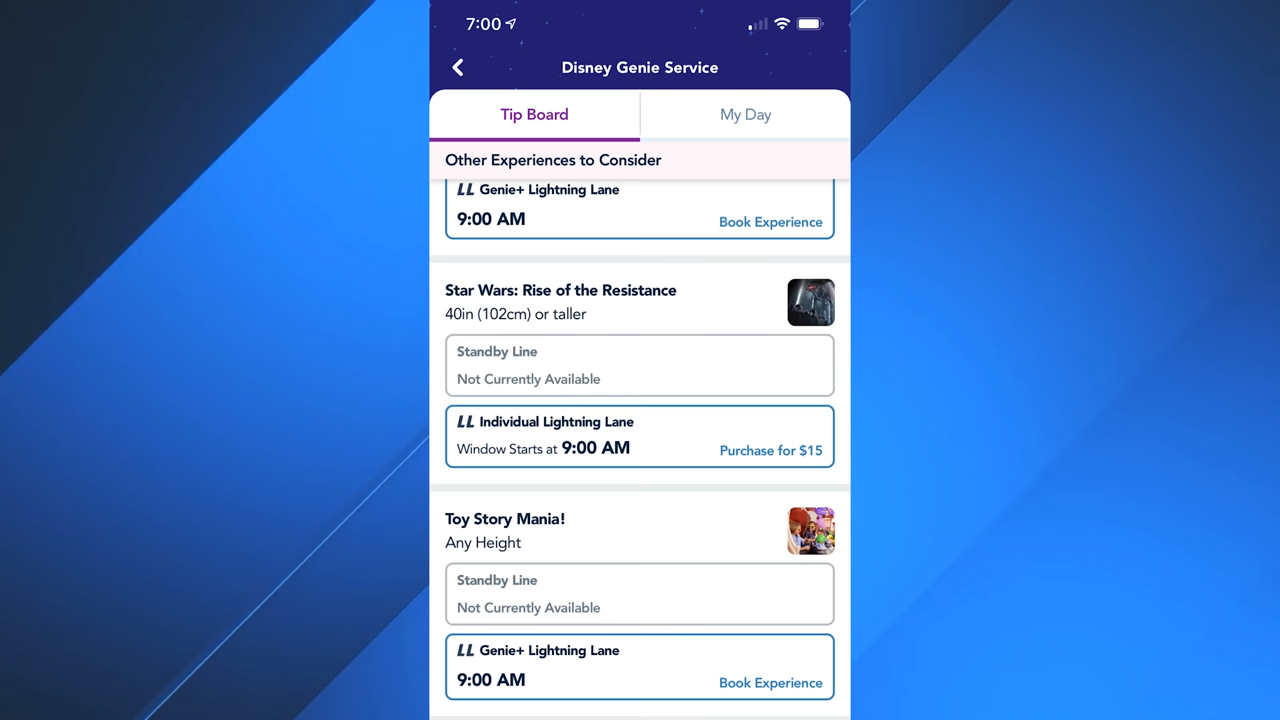 7:00
Disney Genie Service
Tip Board
My Day
Other Experiences to Consider
LL Genie+ Lightning Lane
9:00 AM
Book Experience
Star Wars: Rise of the Resistance
40in (102cm) or taller
Standby Line
Not Currently Available
LL Individual Lightning Lane
Window Starts at 9:00 AM
Purchase for $15
Toy Story Mania!
Any Height
Standby Line
Not Currently Available
LL Genie+ Lightning Lane
9:00 AM
Book Experience